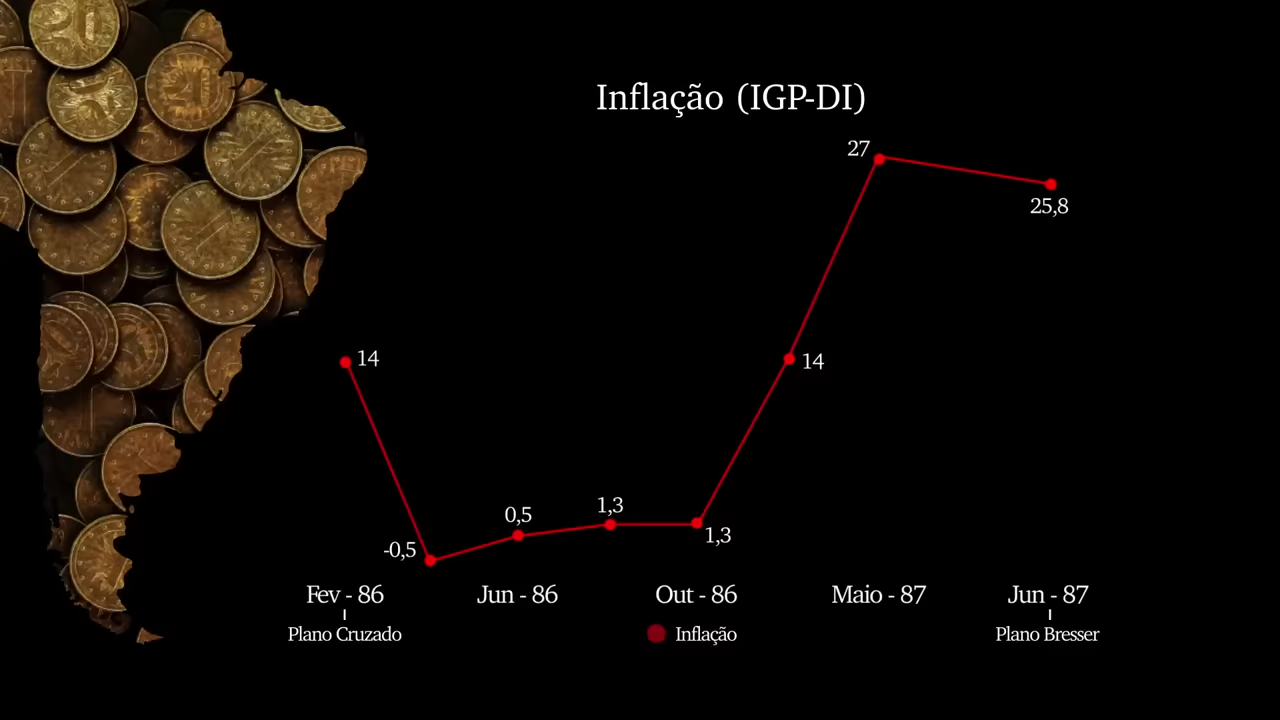 Inflação (IGP-DI)
27
25,8
14
14
1,3
0,5
1,3
-0,5
Fev - 86
Jun - 86
Out - 86
Maio - 87
Jun - 87
Plano Cruzado
Inflação
Plano Bresser